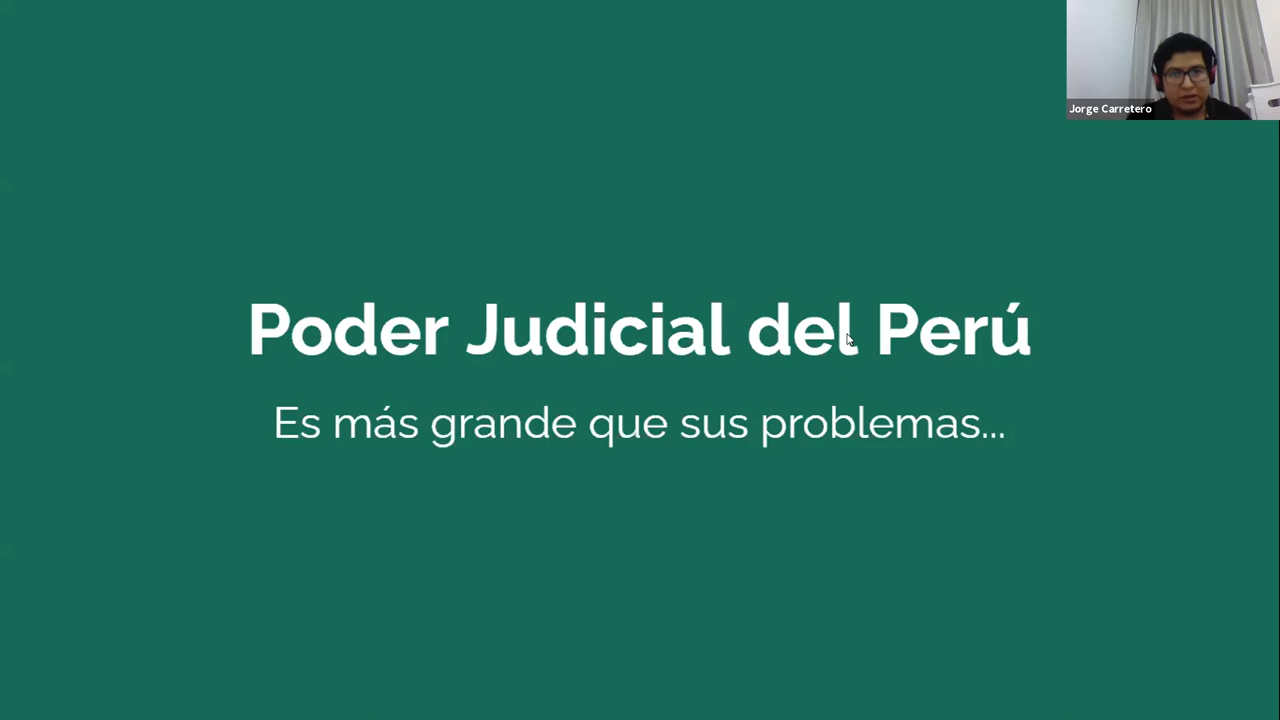 Jorge Carretero
Poder Judicial del Perú
Es más grande que sus problemas...